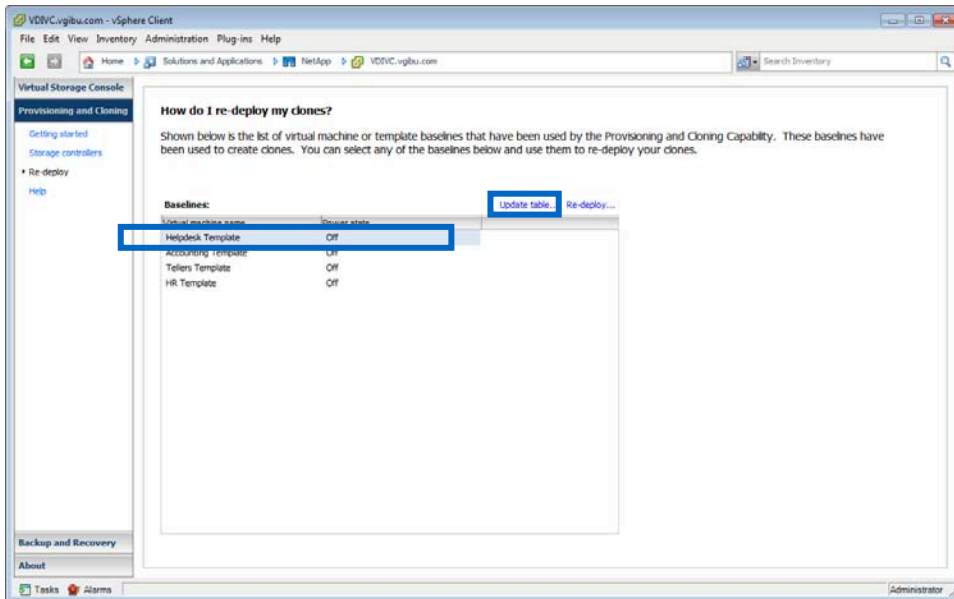 VDIVC.vgibu.com - vSphere Client
File Edit View Inventory Administration Plug-ins Help
Home Solutions and Applications NetApp VDIVC.vgibu.com Search Inventory
Virtual Storage Console
Provisioning and Cloning
Getting started
Storage controllers
Re-deploy
Help
How do I re-deploy my clones?
Shown below is the list of virtual machine or template baselines that have been used by the Provisioning and Cloning Capability. These baselines have
been used to create clones. You can select any of the baselines below and use them to re-deploy your clones.
Baselines: Update table... Re-deploy...
Virtual machine name Power state
Helpdesk Template Off
Accounting Template Off
Tellers Template Off
HR Template Off
Backup and Recovery
About
Tasks Alarms Administrator